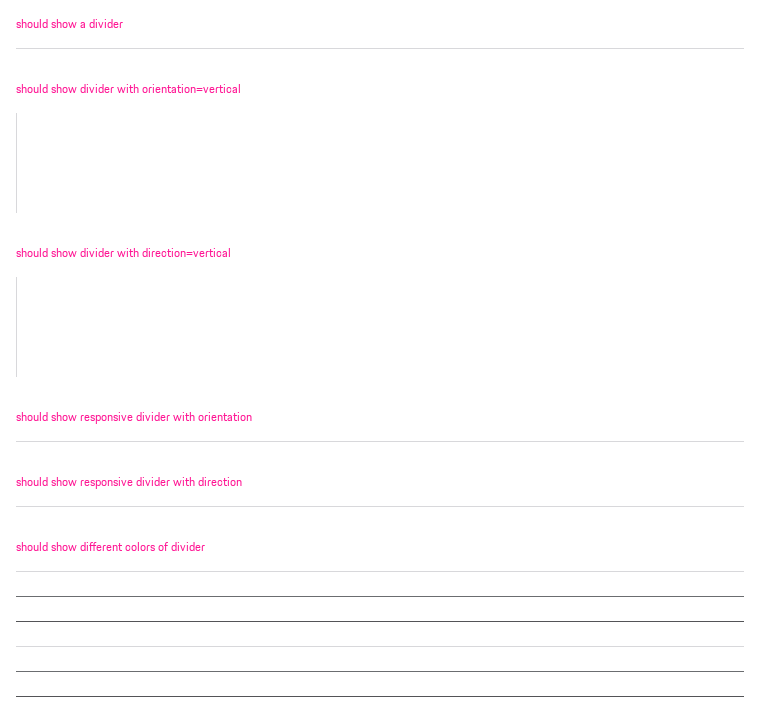 should show a divider
should show divider with orientation=vertical
should show divider with direction=vertical
should show responsive divider with orientation
should show responsive divider with direction
should show different colors of divider